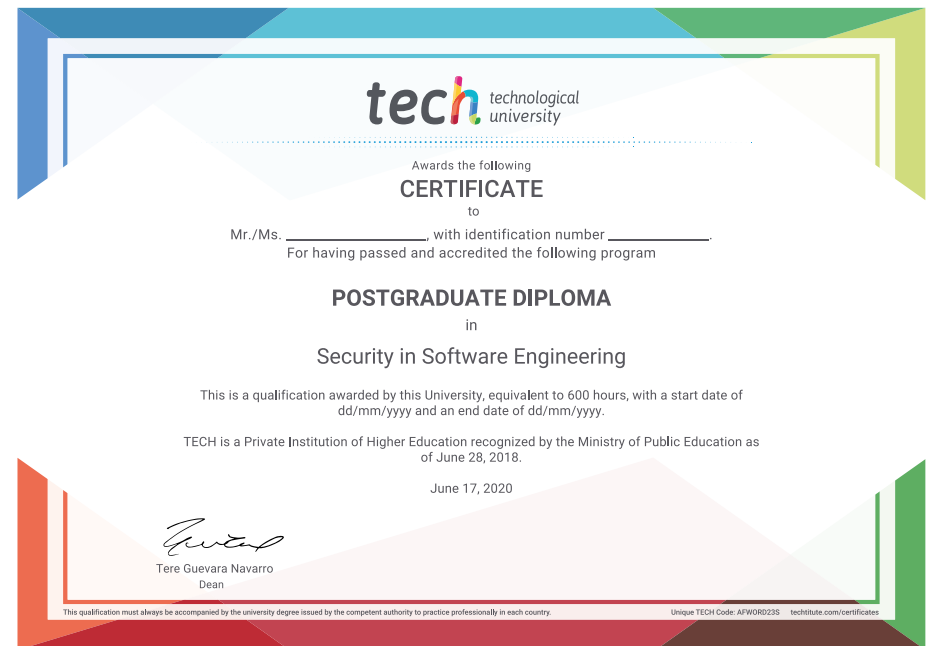 tech technological
university
Awards the following
CERTIFICATE
to
Mr./Ms. ____________________, with identification number ______________.
For having passed and accredited the following program
POSTGRADUATE DIPLOMA
in
Security in Software Engineering
This is a qualification awarded by this University, equivalent to 600 hours, with a start date of
dd/mm/yyyy and an end date of dd/mm/yyyy.
TECH is a Private Institution of Higher Education recognized by the Ministry of Public Education as
of June 28, 2018.
June 17, 2020
Tere Guevara Navarro
Dean
This qualification must always be accompanied by the university degree issued by the competent authority to practice professionally in each country.
Unique TECH Code: AFWORD23S techtitute.com/certificates